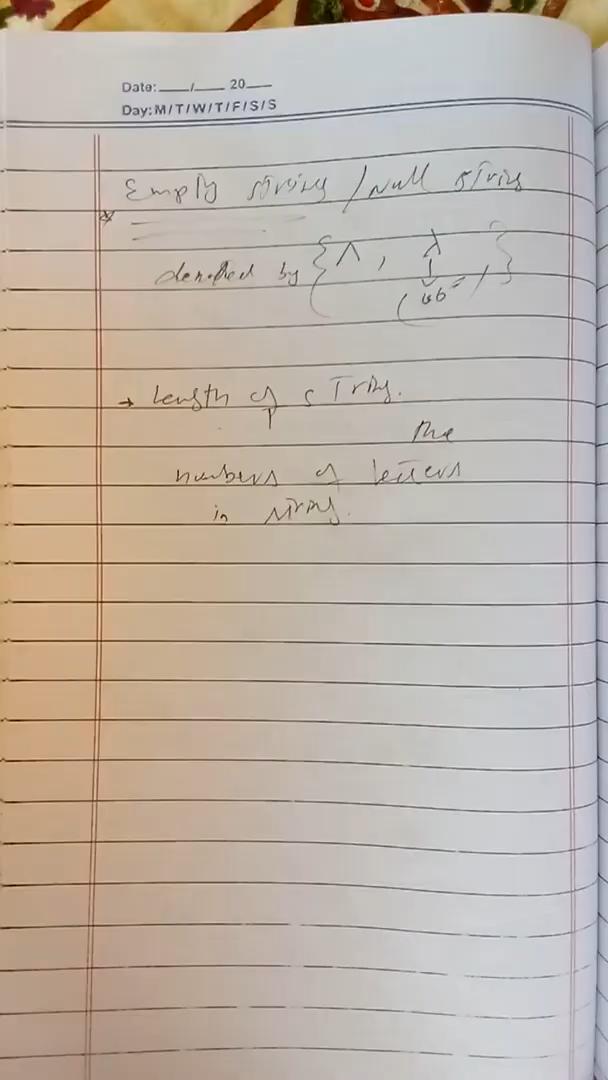 Date: ___/___ 20___
Day: M/T/W/T/F/S/S
Empty string / Null string
denoted by { Λ , λ }
→ Length of string.
The
numbers of letters
in string.